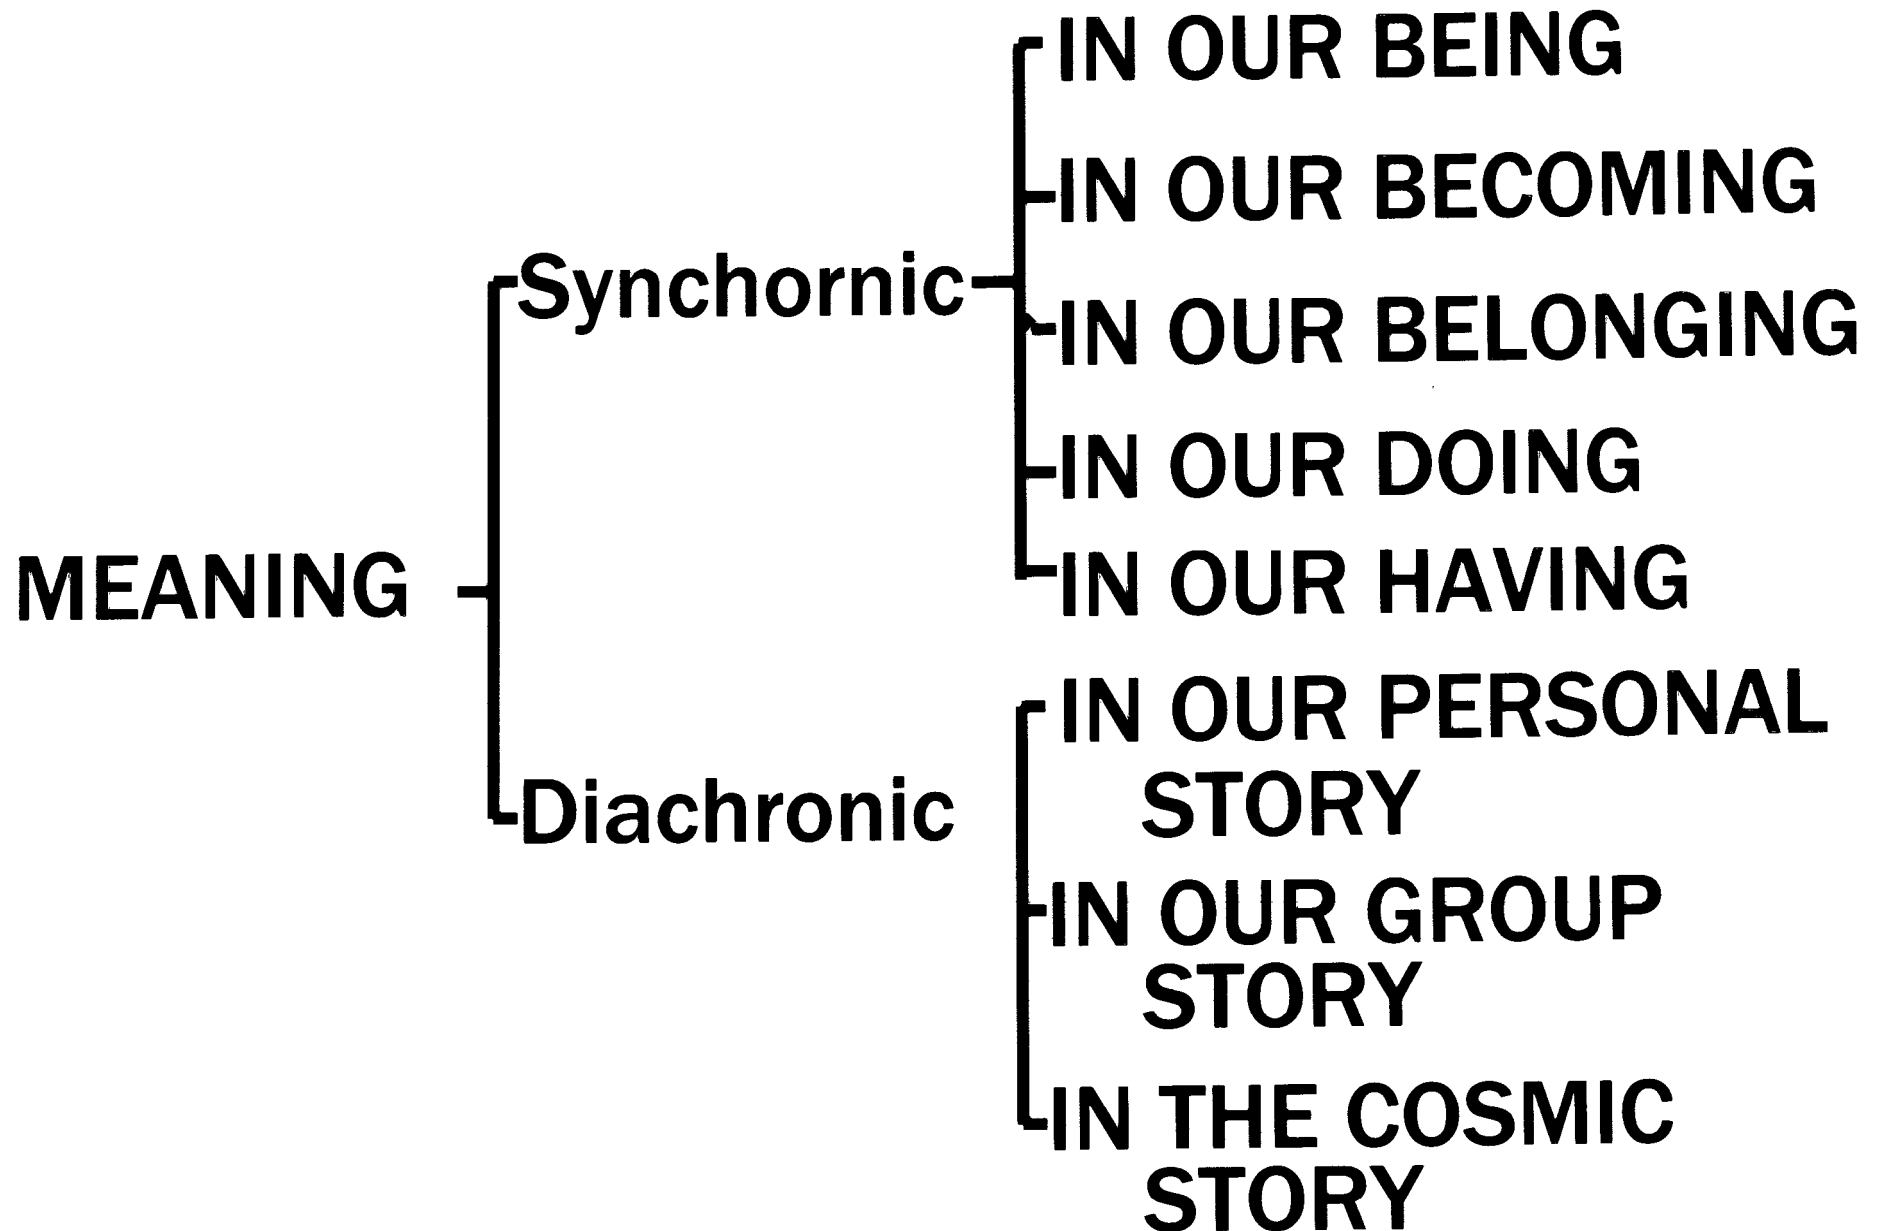 MEANING
Synchornic
IN OUR BEING
IN OUR BECOMING
IN OUR BELONGING
IN OUR DOING
IN OUR HAVING
Diachronic
IN OUR PERSONAL
STORY
IN OUR GROUP
STORY
IN THE COSMIC
STORY